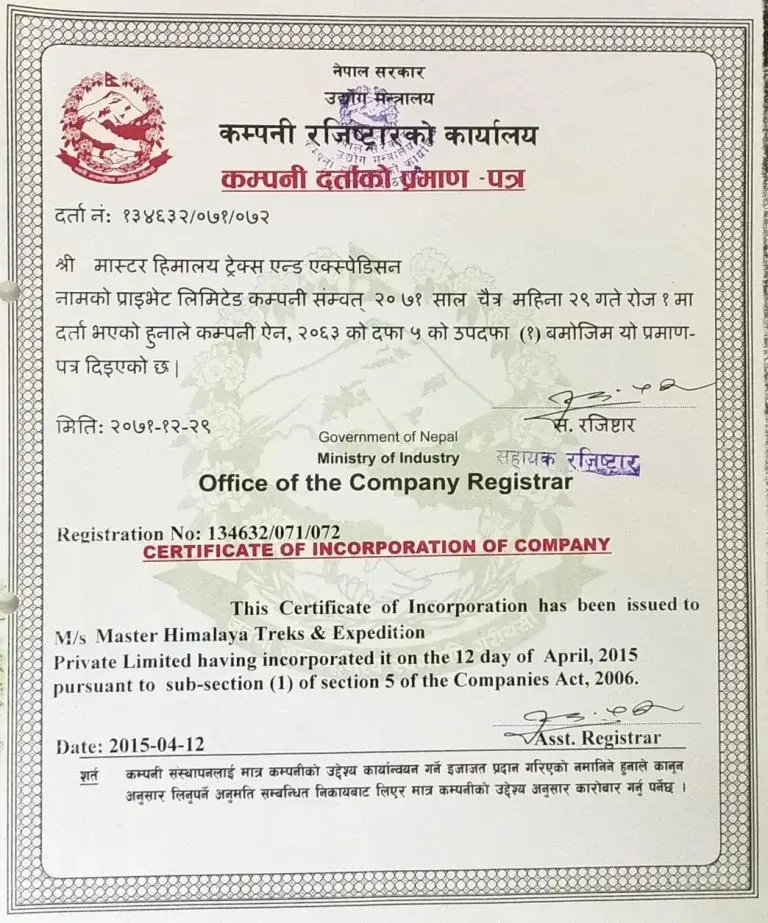 नेपाल सरकार
उद्योग मन्त्रालय
कम्पनी रजिष्ट्रारको कार्यालय
कम्पनी दर्ताको प्रमाण -पत्र
दर्ता नं: १३४६३२/०७१/०७२
श्री मास्टर हिमालय ट्रेक्स एन्ड एक्स्पेडिसन
नामको प्राइभेट लिमिटेड कम्पनी संम्वत् २०७१ साल चैत्र महिना २९ गते रोज १ मा
दर्ता भएको हुनाले कम्पनी ऐन, २०६३ को दफा ५ को उपदफा (१) बमोजिम यो प्रमाण-
पत्र दिइएको छ|
मिति: २०७१-१२-२९
स. रजिष्टार
सहायक रजिष्टार
Government of Nepal
Ministry of Industry
Office of the Company Registrar
Registration No: 134632/071/072
CERTIFICATE OF INCORPORATION OF COMPANY
This Certificate of Incorporation has been issued to
M/s Master Himalaya Treks & Expedition
Private Limited having incorporated it on the 12 day of April, 2015
pursuant to sub-section (1) of section 5 of the Companies Act, 2006.
Date: 2015-04-12
Asst. Registrar
शर्त कम्पनी संस्थापनलाई मात्र कम्पनीको उद्देश्य कार्यान्वयन गर्ने इजाजत प्रदान गरिएको नमानिने हुनाले कानून
अनुसार लिनुपर्ने अनुमति सम्बन्धित निकायबाट लिएर मात्र कम्पनीको उद्देश्य अनुसार कारोबार गर्नु पर्नेछ ।